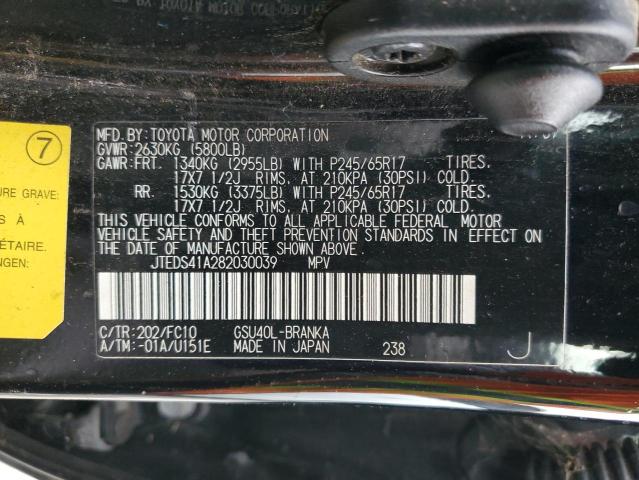 MFD. BY: TOYOTA MOTOR CORPORATION
GVWR: 2630KG (5800LB)
GAWR: FRT. 1340KG (2955LB) WITH P245/65R17 TIRES.
17X7 1/2J RIMS, AT 210KPA (30PSI) COLD.
RR. 1530KG (3375LB) WITH P245/65R17 TIRES.
17X7 1/2J RIMS, AT 210KPA (30PSI) COLD.
THIS VEHICLE CONFORMS TO ALL APPLICABLE FEDERAL MOTOR
VEHICLE SAFETY AND THEFT PREVENTION STANDARDS IN EFFECT ON
THE DATE OF MANUFACTURE SHOWN ABOVE.
JTEDS41A282030039 MPV
C/TR: 202/FC10 GSU40L-BRANKA
A/TM: -01A/U151E MADE IN JAPAN 238 J
7
URE GRAVE:
S À
ÉTAIRE.
NGEN: